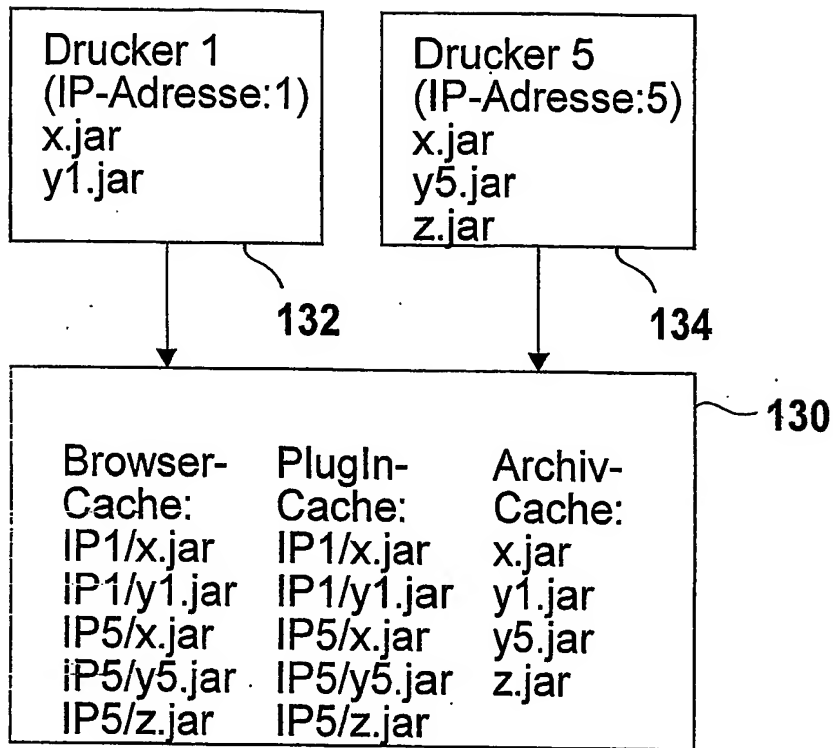 Drucker 1
(IP-Adresse:1)
x.jar
y1.jar
132
Drucker 5
(IP-Adresse:5)
x.jar
y5.jar
z.jar
134
130
Browser-
Cache:
IP1/x.jar
IP1/y1.jar
IP5/x.jar
IP5/y5.jar
IP5/z.jar
PlugIn-
Cache:
IP1/x.jar
IP1/y1.jar
IP5/x.jar
IP5/y5.jar
IP5/z.jar
Archiv-
Cache:
x.jar
y1.jar
y5.jar
z.jar